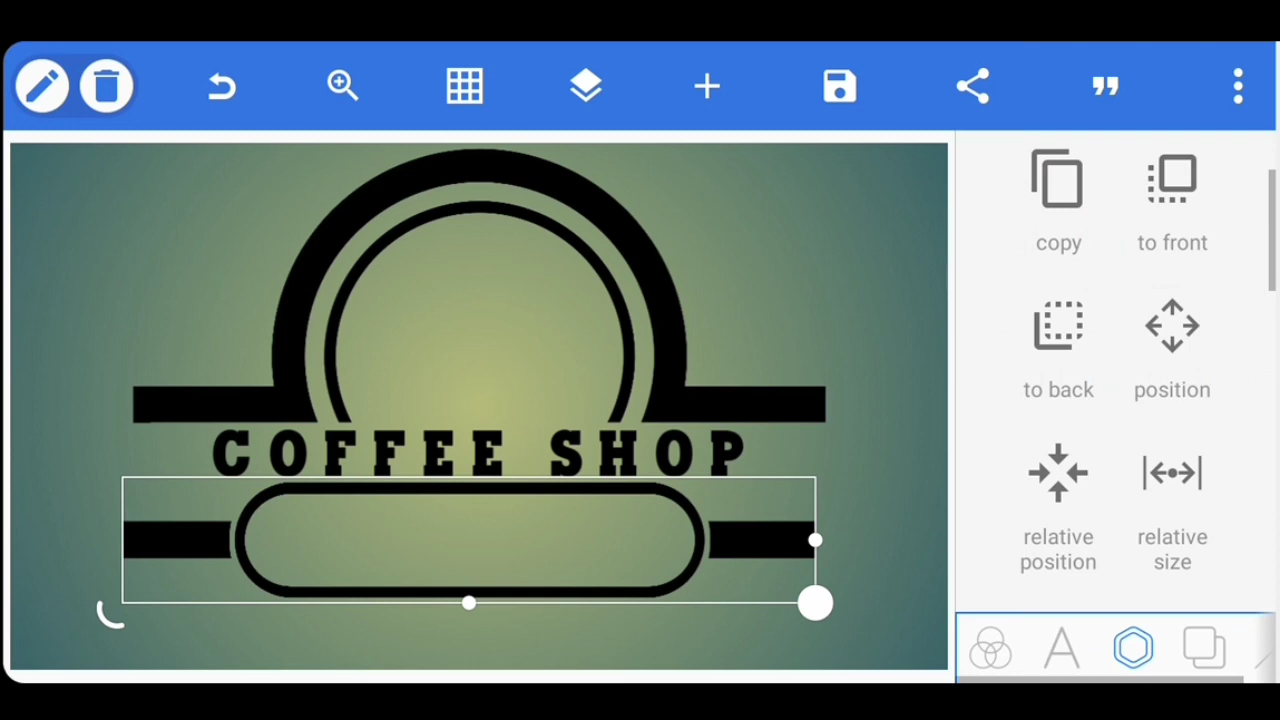 copy
to front
to back
position
COFFEE SHOP
relative
position
relative
size